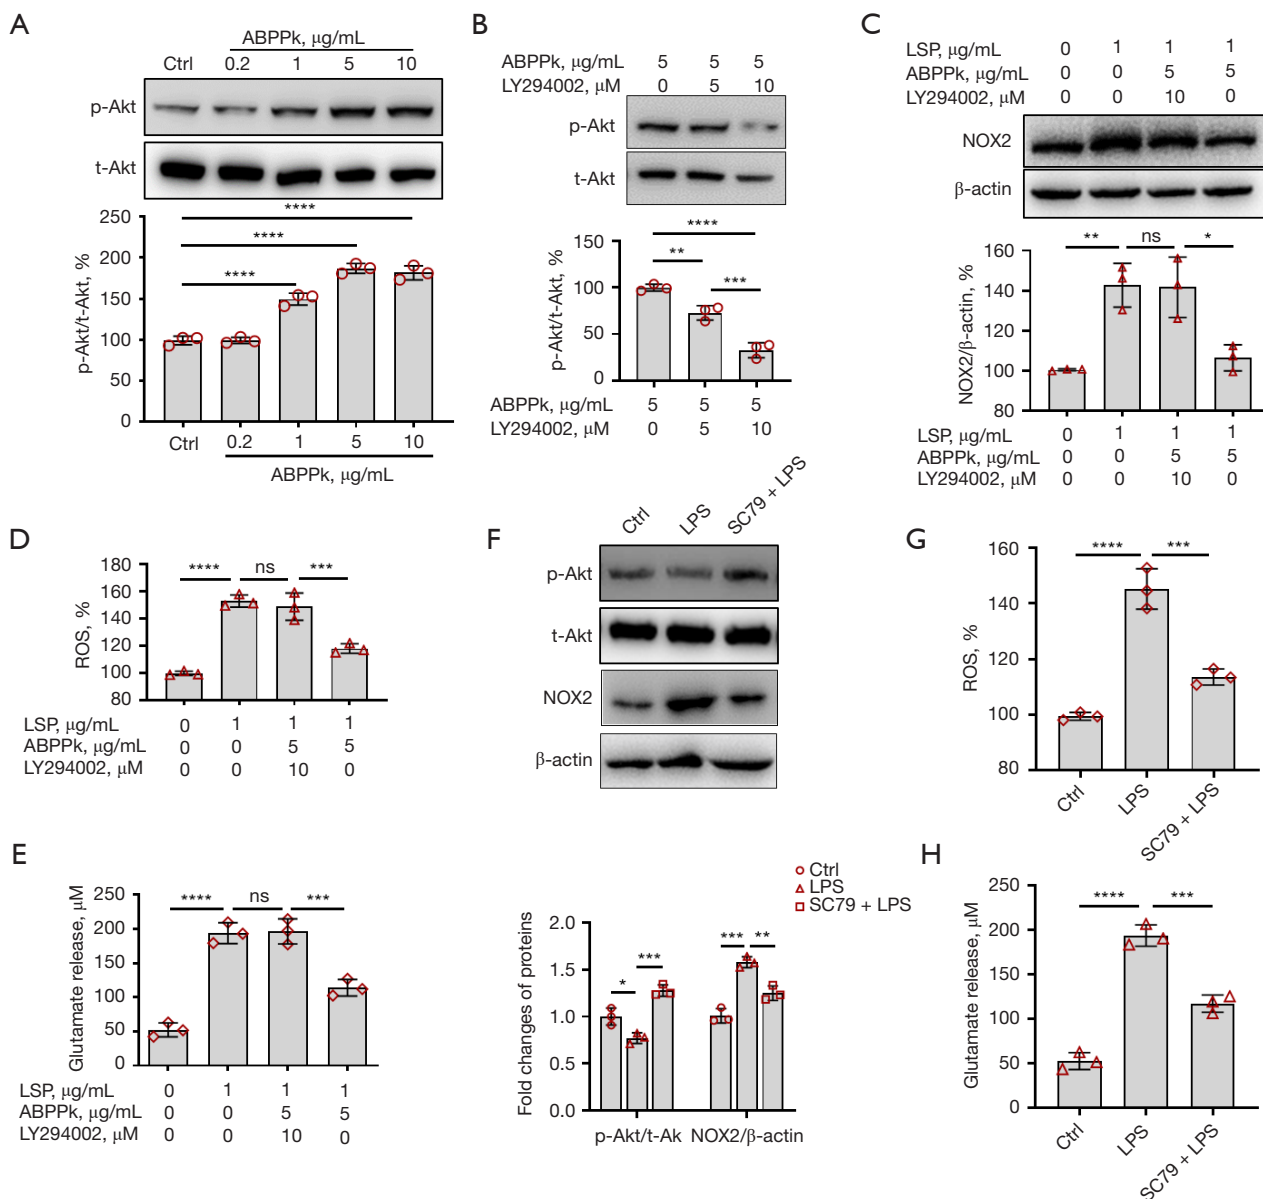 A
ABPPk, μg/mL
Ctrl 0.2 1 5 10
p-Akt
t-Akt
p-Akt/t-Akt, %
250
200
150
100
50
0
****
****
****
Ctrl 0.2 1 5 10
ABPPk, μg/mL
B
ABPPk, μg/mL 5 5 5
LY294002, μM 0 5 10
p-Akt
t-Akt
p-Akt/t-Akt, %
150
100
50
0
****
** ***
ABPPk, μg/mL 5 5 5
LY294002, μM 0 5 10
C
LSP, μg/mL 0 1 1 1
ABPPk, μg/mL 0 0 5 5
LY294002, μM 0 0 10 0
NOX2
β-actin
NOX2/β-actin, %
160
140
120
100
80
** ns *
LSP, μg/mL 0 1 1 1
ABPPk, μg/mL 0 0 5 5
LY294002, μM 0 0 10 0
D
ROS, %
180
160
140
120
100
80
**** ns ***
LSP, μg/mL 0 1 1 1
ABPPk, μg/mL 0 0 5 5
LY294002, μM 0 0 10 0
E
Glutamate release, μM
250
200
150
100
50
0
**** ns ***
LSP, μg/mL 0 1 1 1
ABPPk, μg/mL 0 0 5 5
LY294002, μM 0 0 10 0
F
Ctrl LPS SC79 + LPS
p-Akt
t-Akt
NOX2
β-actin
Ctrl
LPS
SC79 + LPS
Fold changes of proteins
2.0
1.5
1.0
0.5
0.0
* *** *** **
p-Akt/t-Ak NOX2/β-actin
G
ROS, %
160
140
120
100
80
**** ***
Ctrl LPS SC79 + LPS
H
Glutamate release, μM
250
200
150
100
50
0
**** ***
Ctrl LPS SC79 + LPS